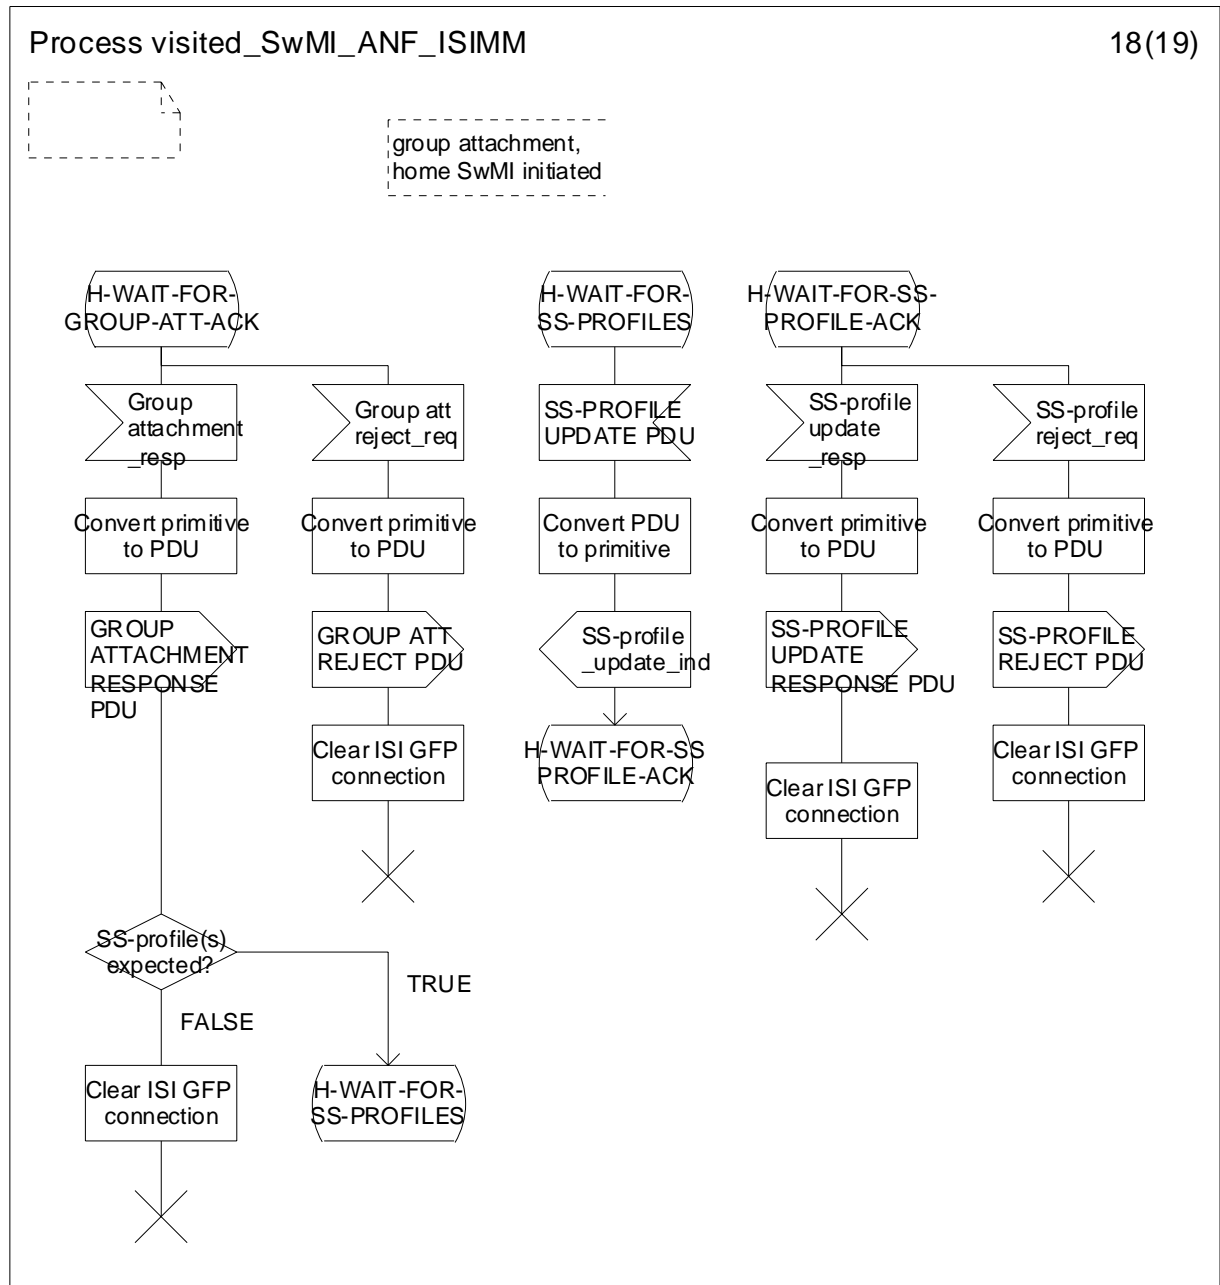 Process visited_SwMI_ANF_ISIMM
18(19)
group attachment,
home SwMI initiated
H-WAIT-FOR-
GROUP-ATT-ACK
H-WAIT-FOR-
SS-PROFILES
H-WAIT-FOR-SS-
PROFILE-ACK
Group
attachment
_resp
Group att
reject_req
SS-PROFILE
UPDATE PDU
SS-profile
update
_resp
SS-profile
reject_req
Convert primitive
to PDU
Convert primitive
to PDU
Convert PDU
to primitive
Convert primitive
to PDU
Convert primitive
to PDU
GROUP
ATTACHMENT
RESPONSE
PDU
GROUP ATT
REJECT PDU
SS-profile
_update_ind
SS-PROFILE
UPDATE
RESPONSE PDU
SS-PROFILE
REJECT PDU
Clear ISI GFP
connection
H-WAIT-FOR-SS
PROFILE-ACK
Clear ISI GFP
connection
Clear ISI GFP
connection
SS-profile(s)
expected?
TRUE
FALSE
Clear ISI GFP
connection
H-WAIT-FOR-
SS-PROFILES